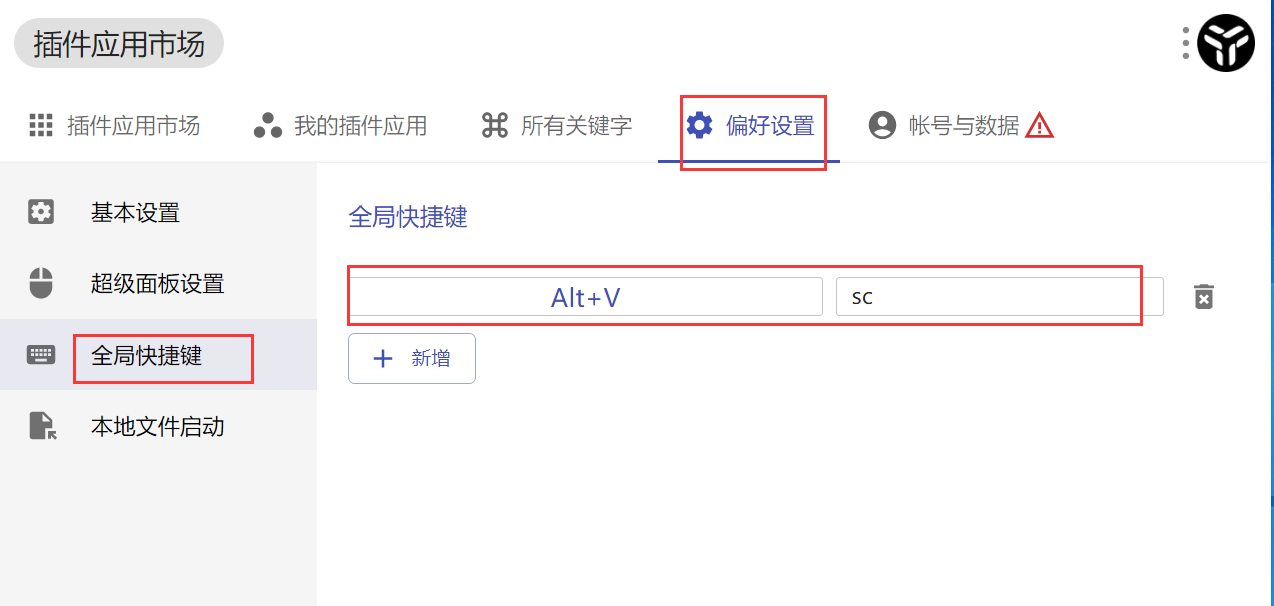 插件应用市场
插件应用市场 我的插件应用 所有关键字 偏好设置 帐号与数据
基本设置
超级面板设置
全局快捷键
本地文件启动
全局快捷键
Alt+V sc
新增